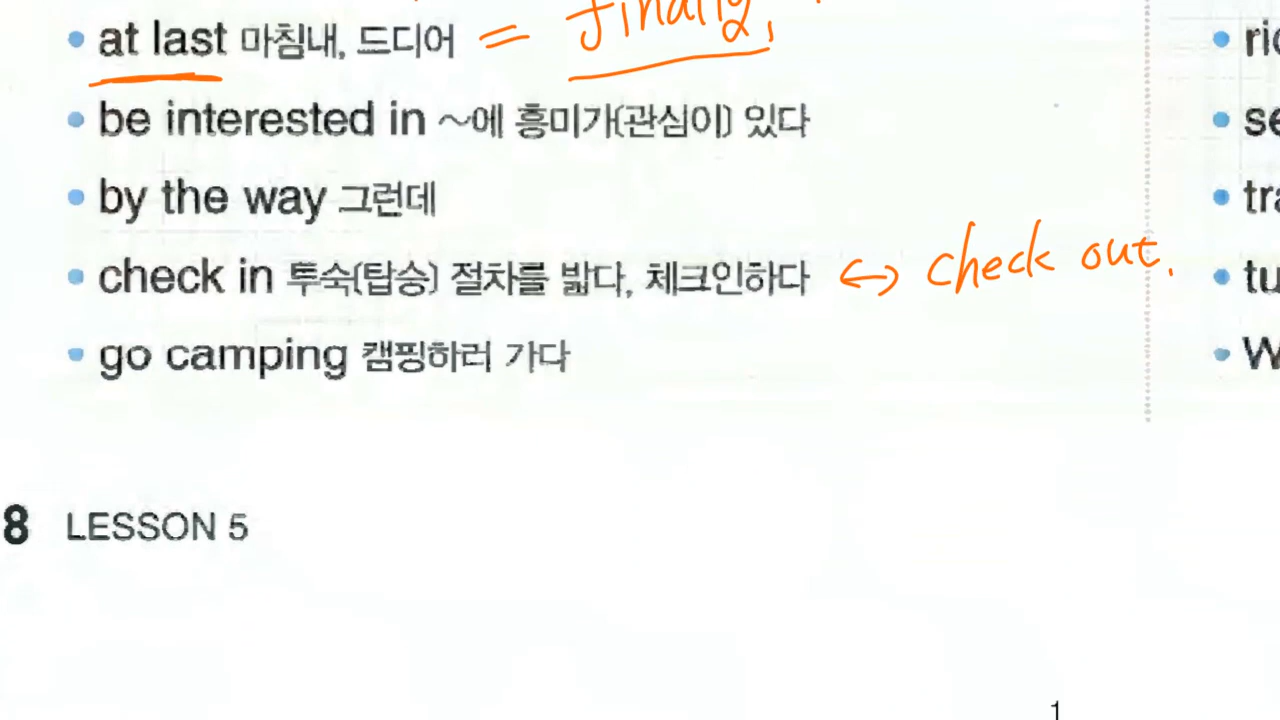 • at last 마침내, 드디어 = finally.
• be interested in ~에 흥미가(관심이) 있다
• by the way 그런데
• check in 투숙(탑승) 절차를 밟다, 체크인하다 ↔ check out.
• go camping 캠핑하러 가다
8 LESSON 5
1